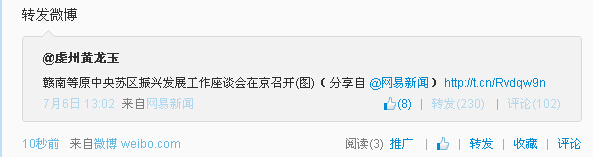 转发微博
@虔州黄龙玉
赣南等原中央苏区振兴发展工作座谈会在京召开(图)（分享自 @网易新闻）http://t.cn/Rvdqw9n
7月6日 13:02 来自网易新闻 (8) | 转发(230) | 评论(102)
10秒前 来自微博 weibo.com 阅读(3) 推广 | | 转发 | 收藏 | 评论